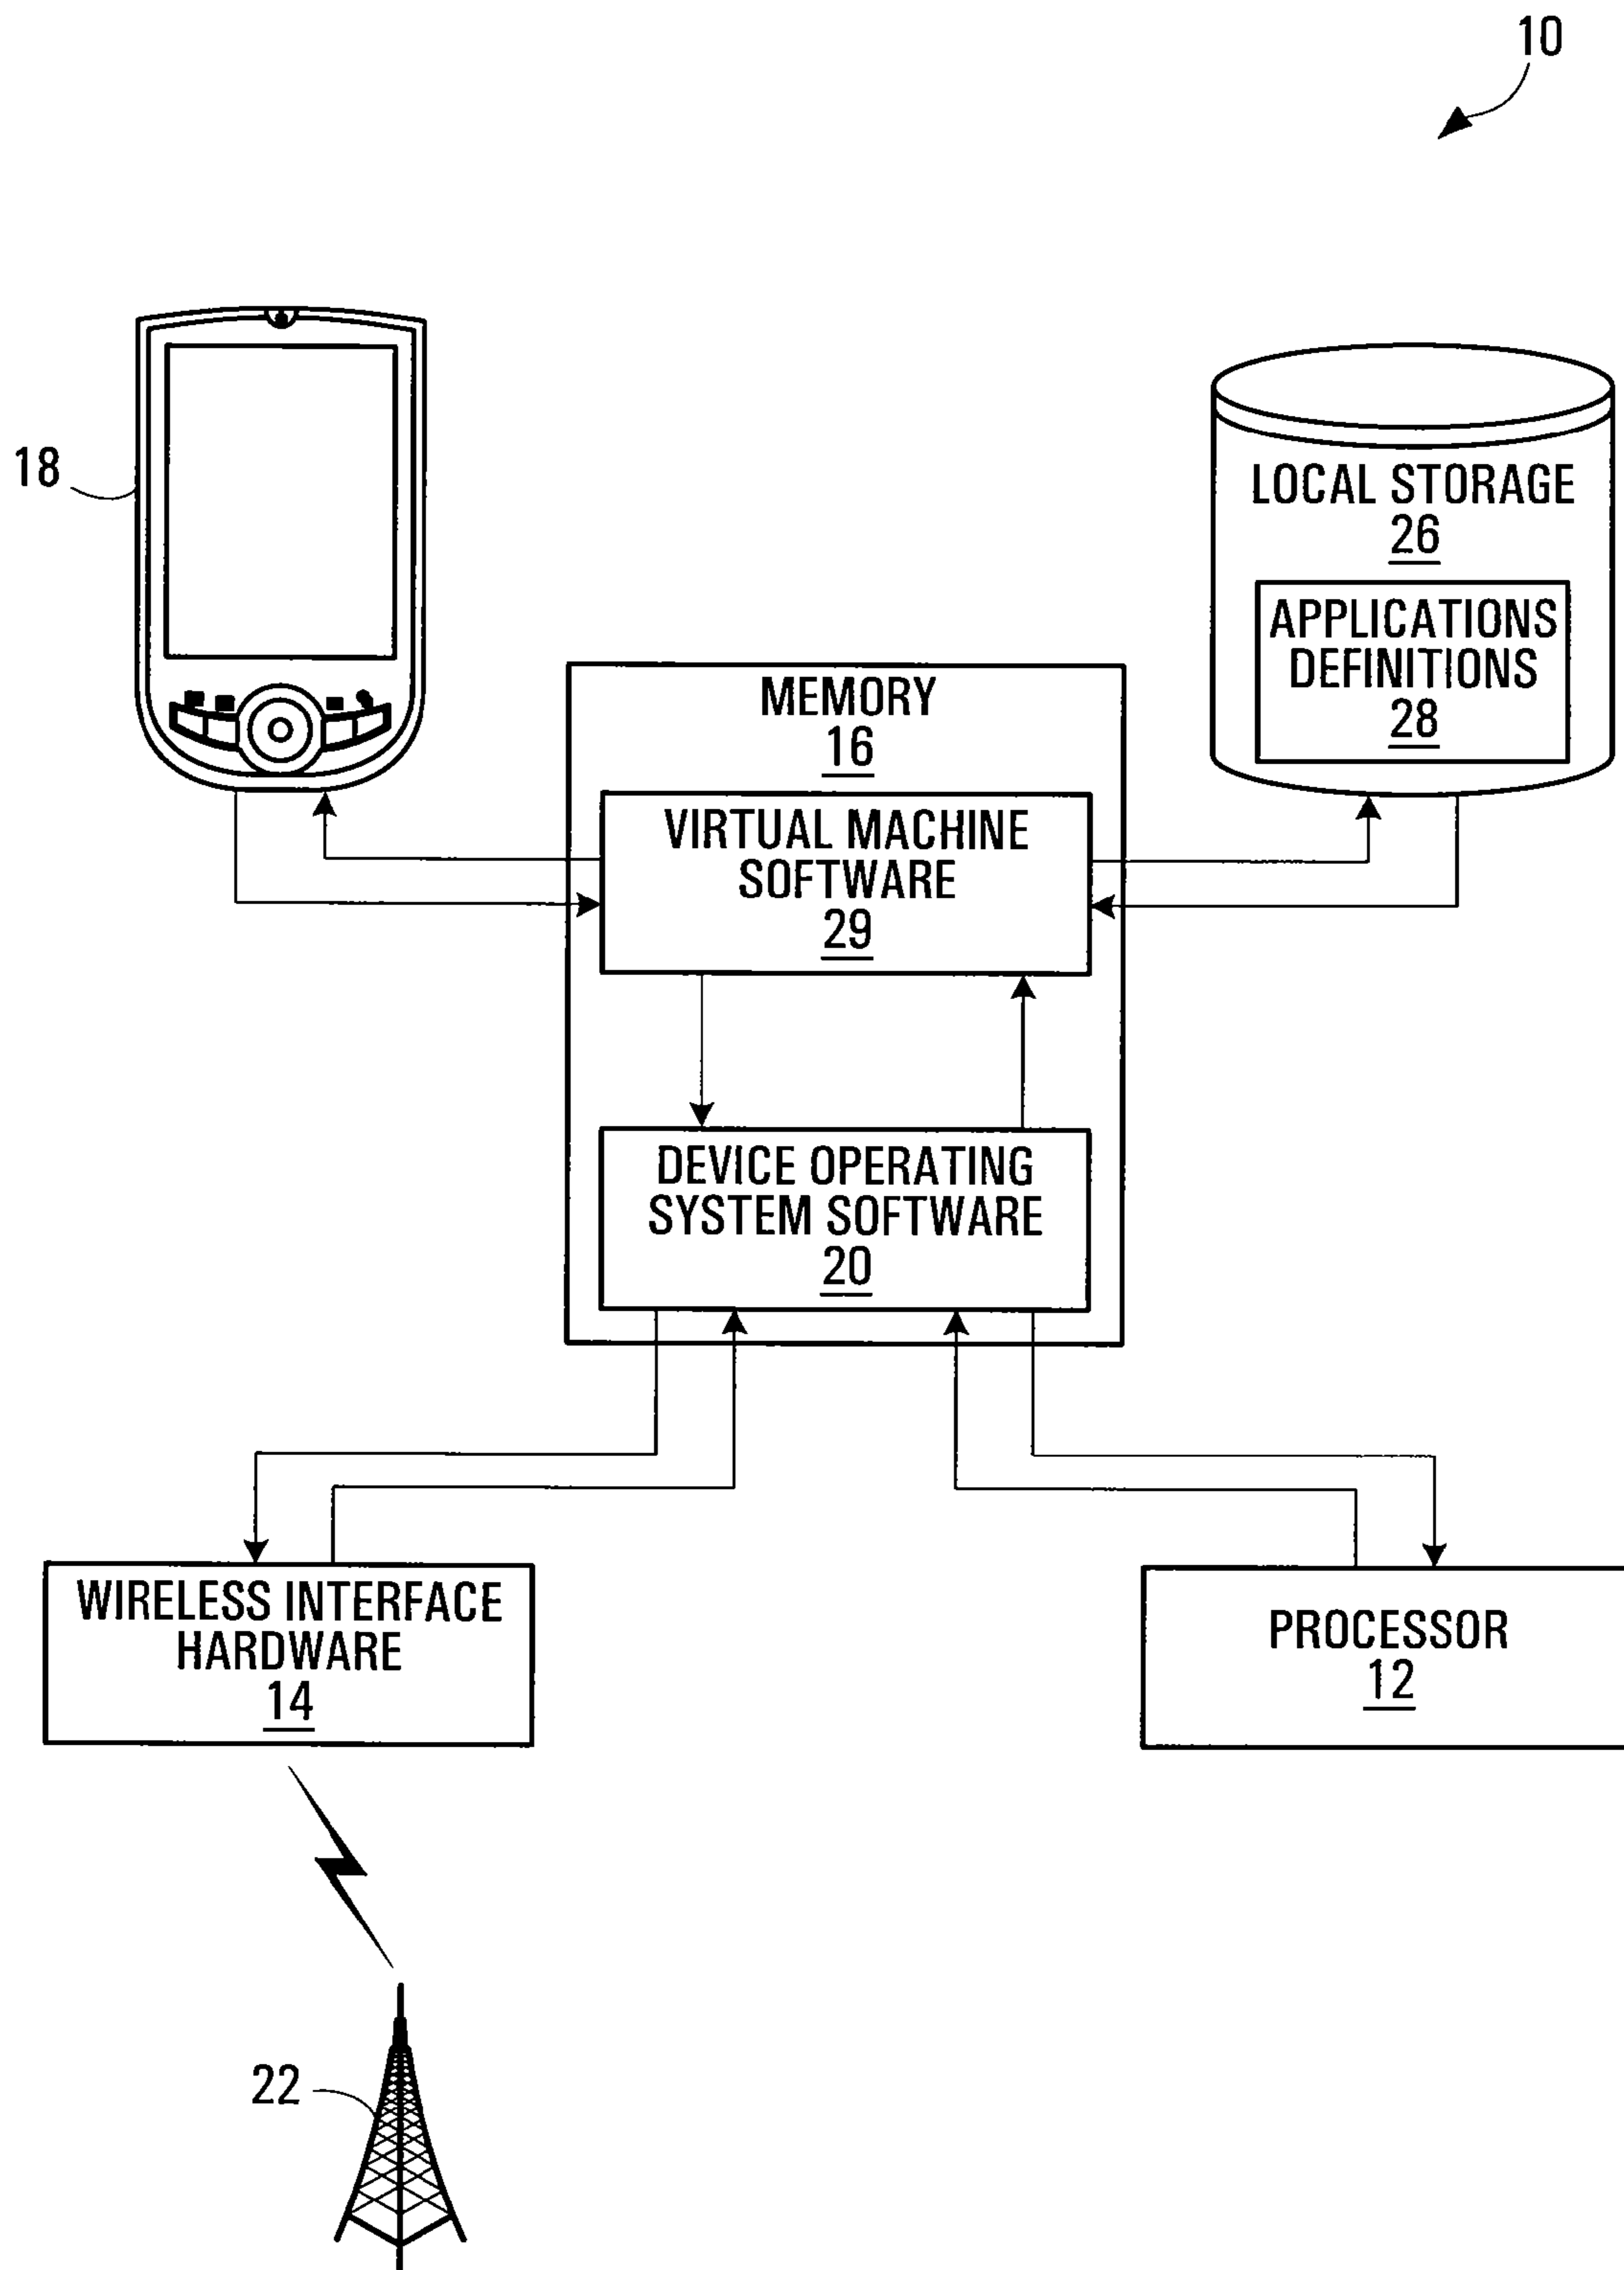 10
18
LOCAL STORAGE
26
APPLICATIONS
DEFINITIONS
28
MEMORY
16
VIRTUAL MACHINE
SOFTWARE
29
DEVICE OPERATING
SYSTEM SOFTWARE
20
WIRELESS INTERFACE
HARDWARE
14
PROCESSOR
12
22